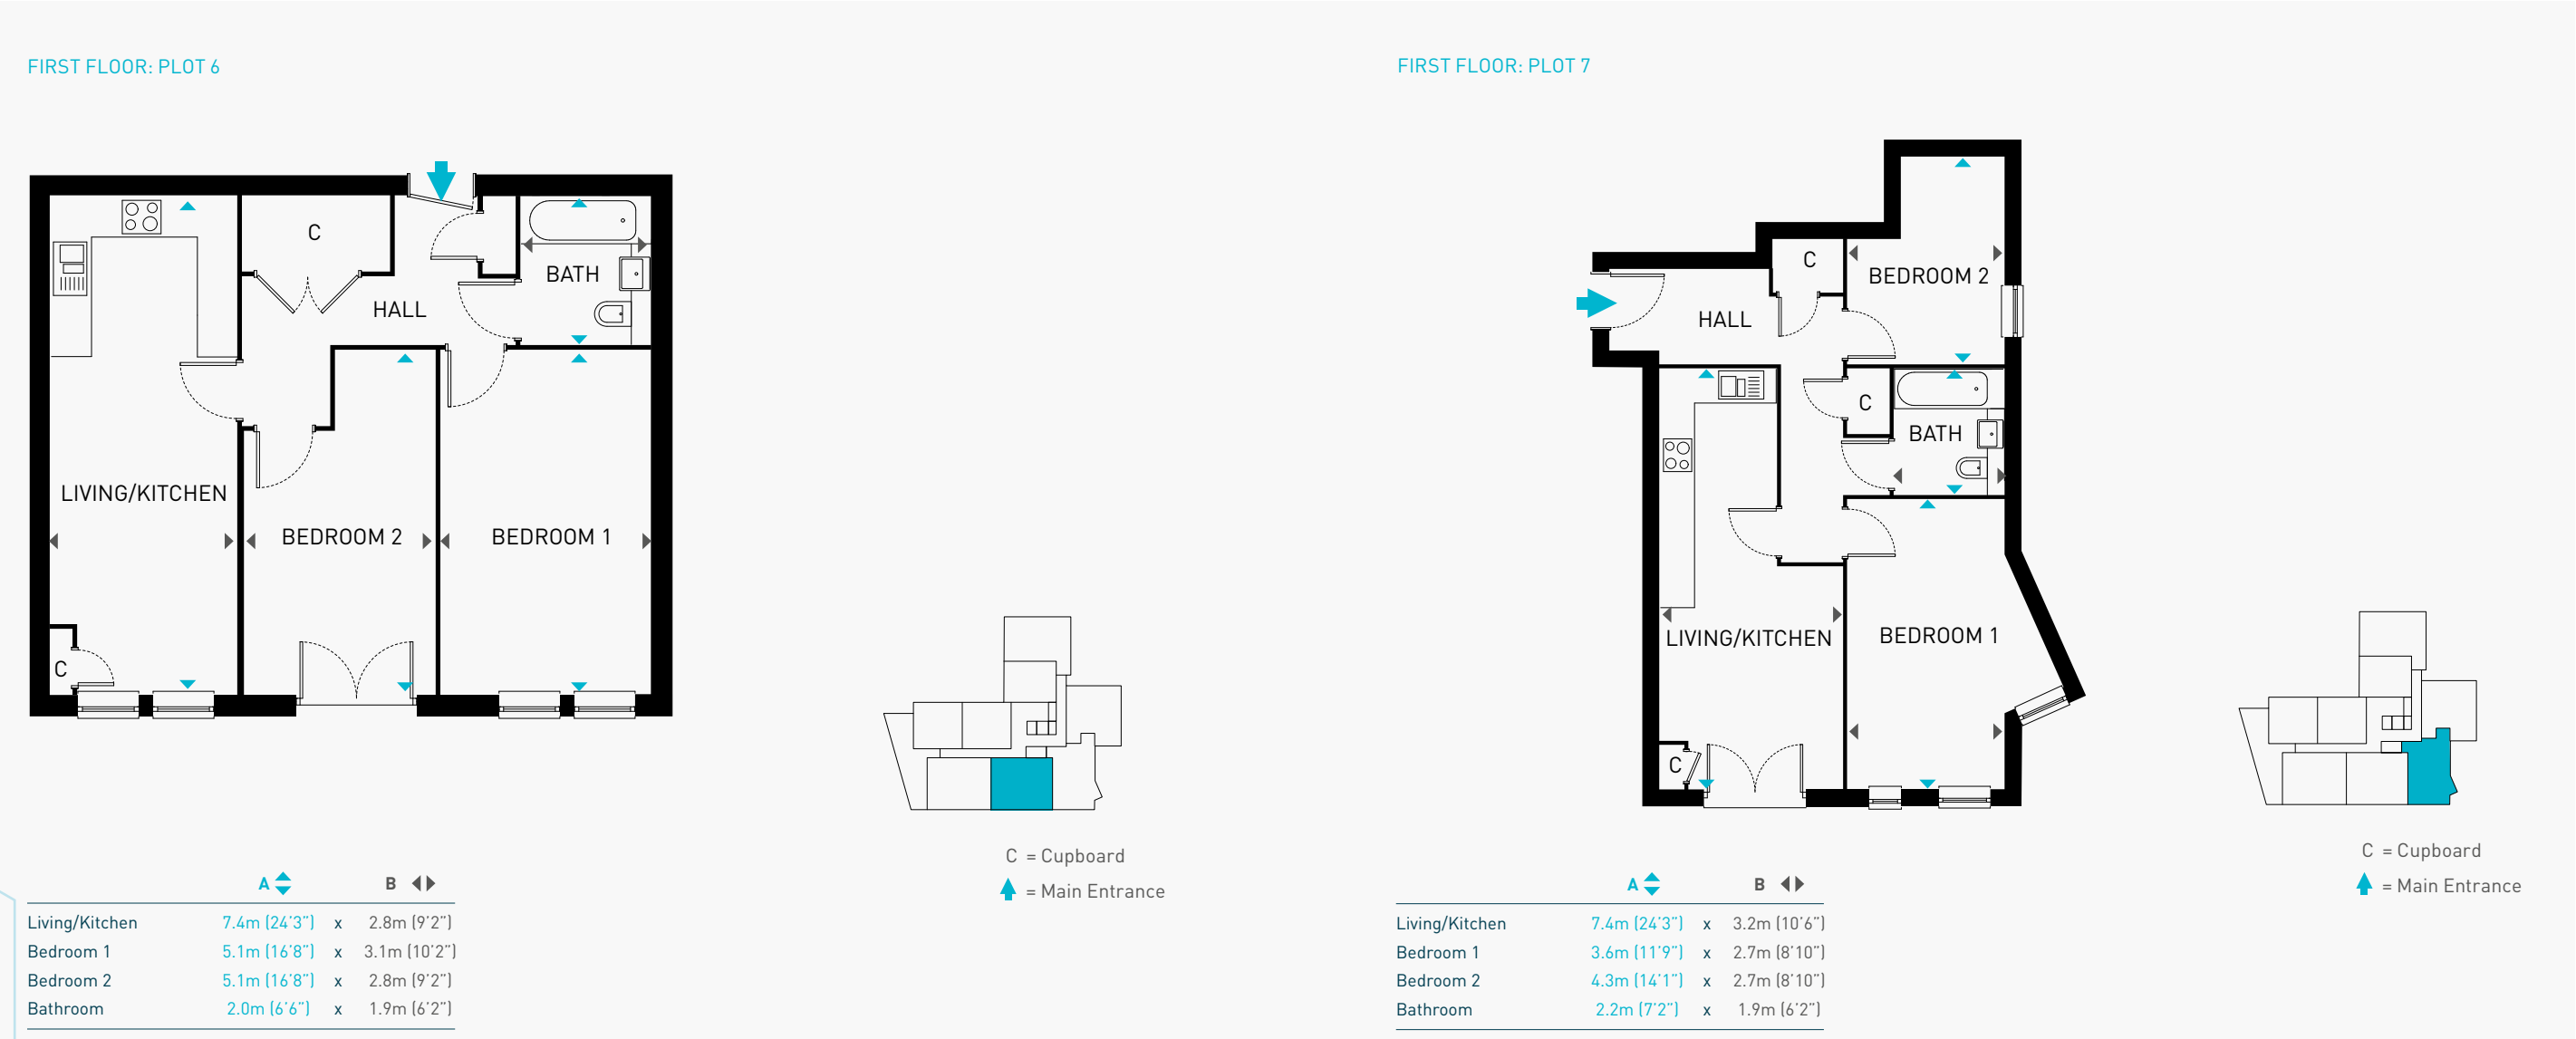 FIRST FLOOR: PLOT 6
C
BATH
HALL
LIVING/KITCHEN
BEDROOM 2
BEDROOM 1
C
C = Cupboard
= Main Entrance
A B
Living/Kitchen 7.4m (24'3") x 2.8m (9'2")
Bedroom 1 5.1m (16'8") x 3.1m (10'2")
Bedroom 2 5.1m (16'8") x 2.8m (9'2")
Bathroom 2.0m (6'6") x 1.9m (6'2")
FIRST FLOOR: PLOT 7
C
BEDROOM 2
HALL
C
BATH
LIVING/KITCHEN
BEDROOM 1
C
C = Cupboard
= Main Entrance
A B
Living/Kitchen 7.4m (24'3") x 3.2m (10'6")
Bedroom 1 3.6m (11'9") x 2.7m (8'10")
Bedroom 2 4.3m (14'1") x 2.7m (8'10")
Bathroom 2.2m (7'2") x 1.9m (6'2")